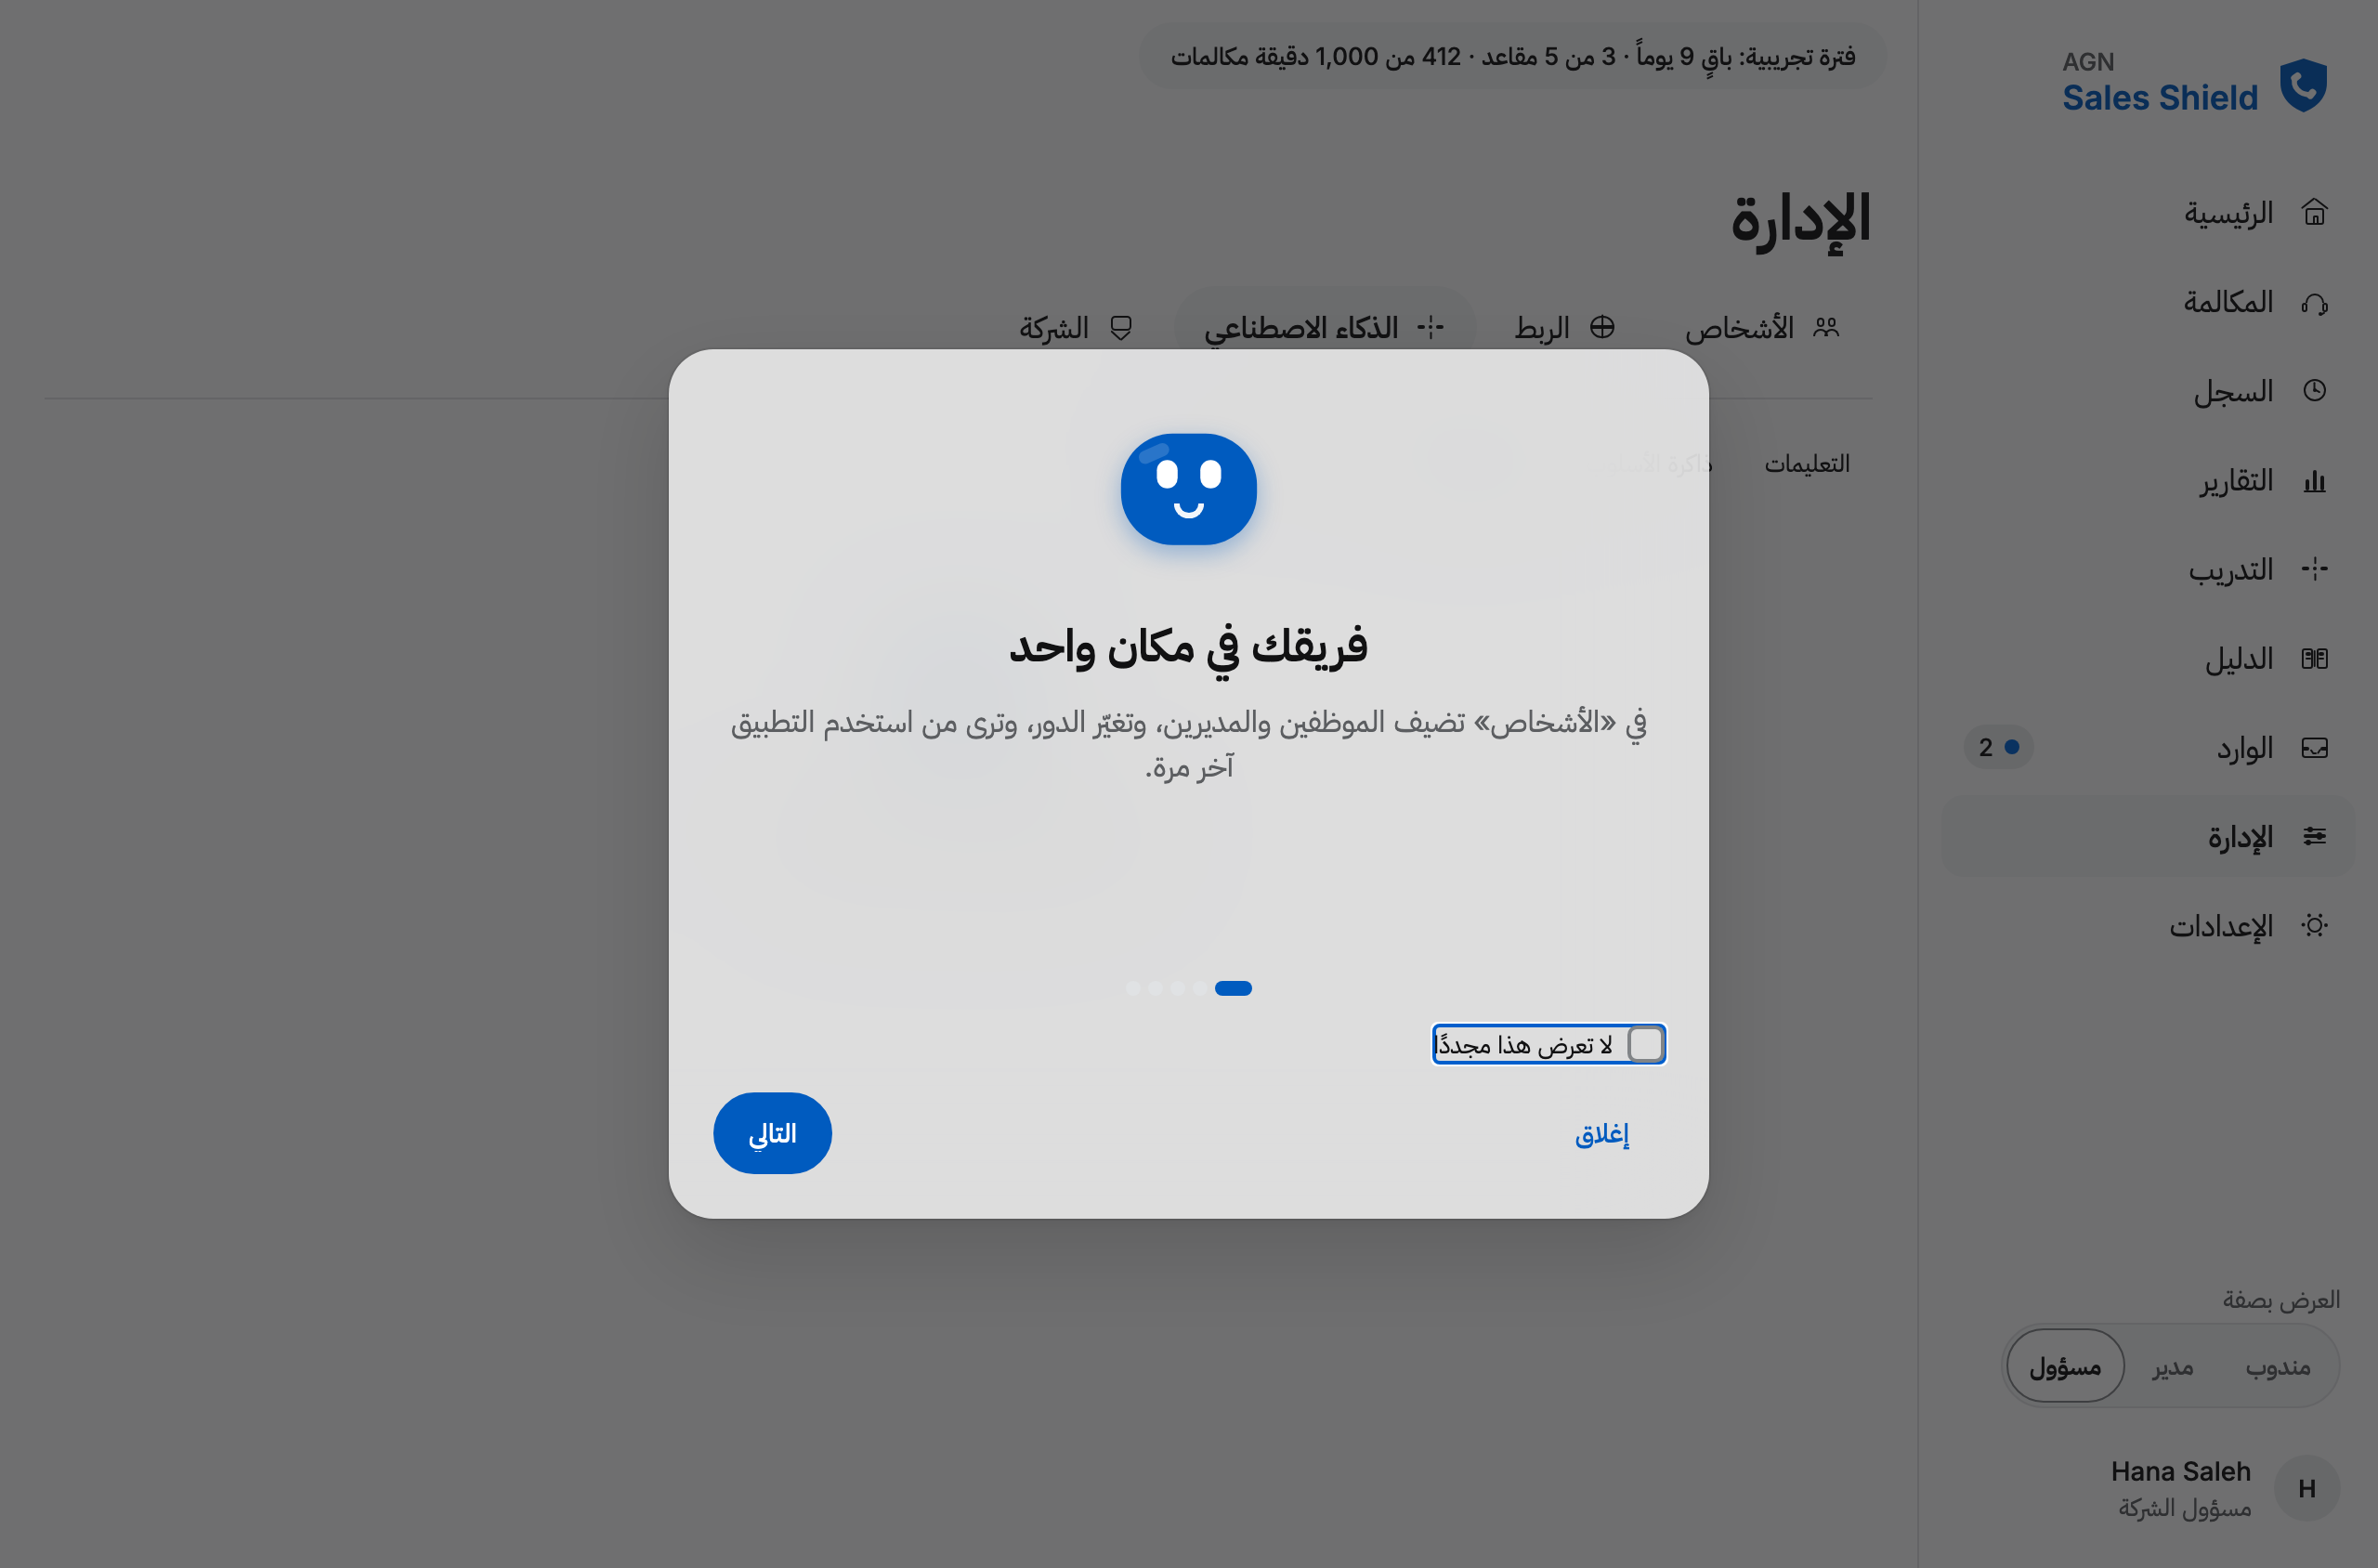 AGN
Sales Shield
الرئيسية
المكالمة
السجل
التقارير
التدريب
الدليل
الوارد
2
الإدارة
الإعدادات
العرض بصفة
مندوب
مدير
مسؤول
H
Hana Saleh
مسؤول الشركة
فترة تجريبية: باقٍ 9 يوماً · 3 من 5 مقاعد · 412 من 1,000 دقيقة مكالمات
الإدارة
الأشخاص
الربط
الذكاء الاصطناعي
الشركة
التعليمات
ذاكرة
فريقك في مكان واحد
في «الأشخاص» تضيف الموظفين والمديرين، وتغيّر الدور، وترى من استخدم التطبيق
آخر مرة.
لا تعرض هذا مجددًا
إغلاق
التالي